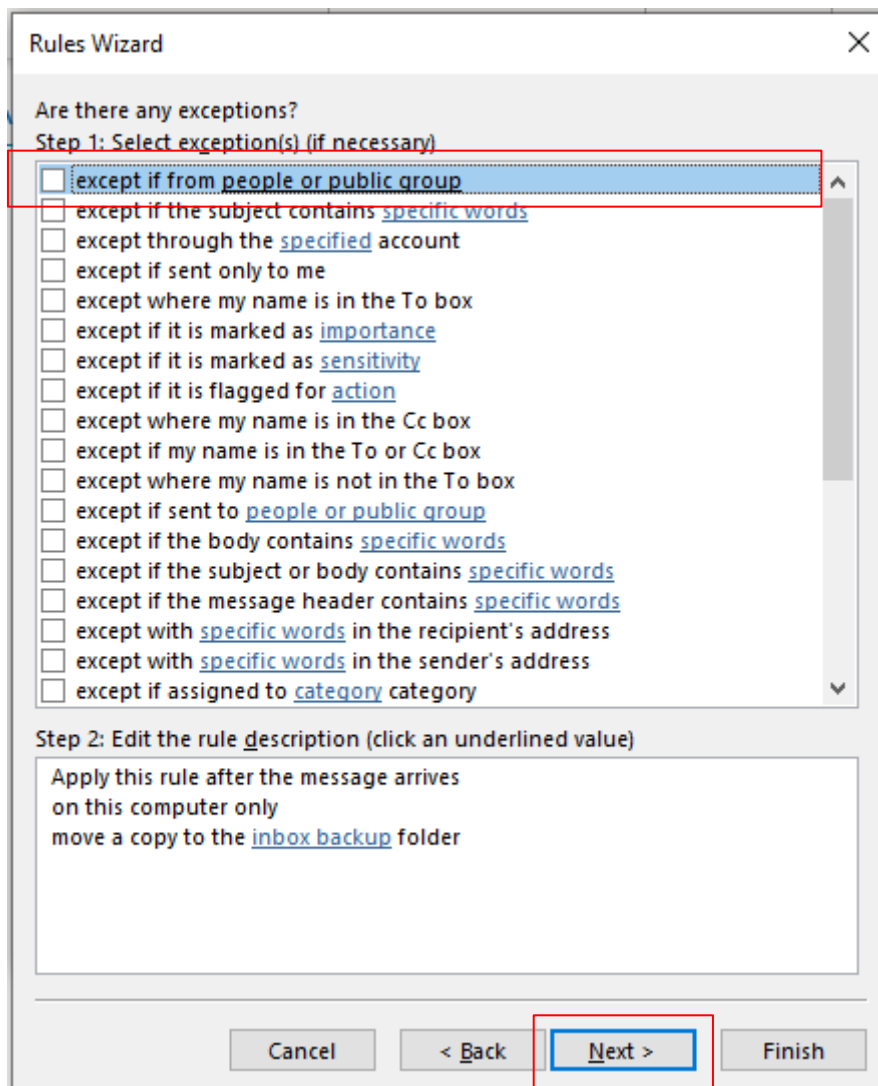 Rules Wizard
Are there any exceptions?
Step 1: Select exception(s) (if necessary)
except if from people or public group
except if the subject contains specific words
except through the specified account
except if sent only to me
except where my name is in the To box
except if it is marked as importance
except if it is marked as sensitivity
except if it is flagged for action
except where my name is in the Cc box
except if my name is in the To or Cc box
except where my name is not in the To box
except if sent to people or public group
except if the body contains specific words
except if the subject or body contains specific words
except if the message header contains specific words
except with specific words in the recipient's address
except with specific words in the sender's address
except if assigned to category category
Step 2: Edit the rule description (click an underlined value)
Apply this rule after the message arrives
on this computer only
move a copy to the inbox backup folder
Cancel < Back Next > Finish